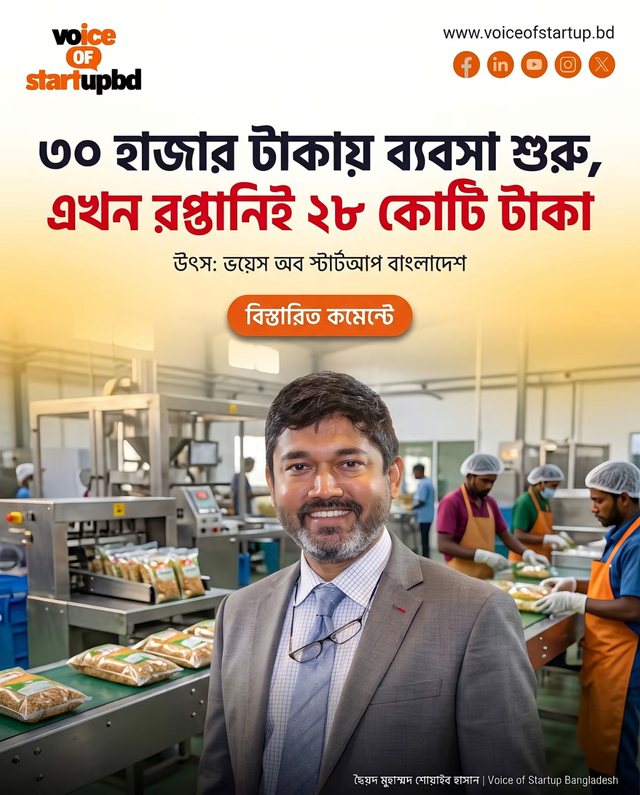 voice
OF
startupbd
www.voiceofstartup.bd
৩০ হাজার টাকায় ব্যবসা শুরু,
এখন রপ্তানিই ২৮ কোটি টাকা
উৎস: ভয়েস অব স্টার্টআপ বাংলাদেশ
বিস্তারিত কমেন্টে
ছৈয়দ মুহাম্মদ শোয়াইব হাসান | Voice of Startup Bangladesh